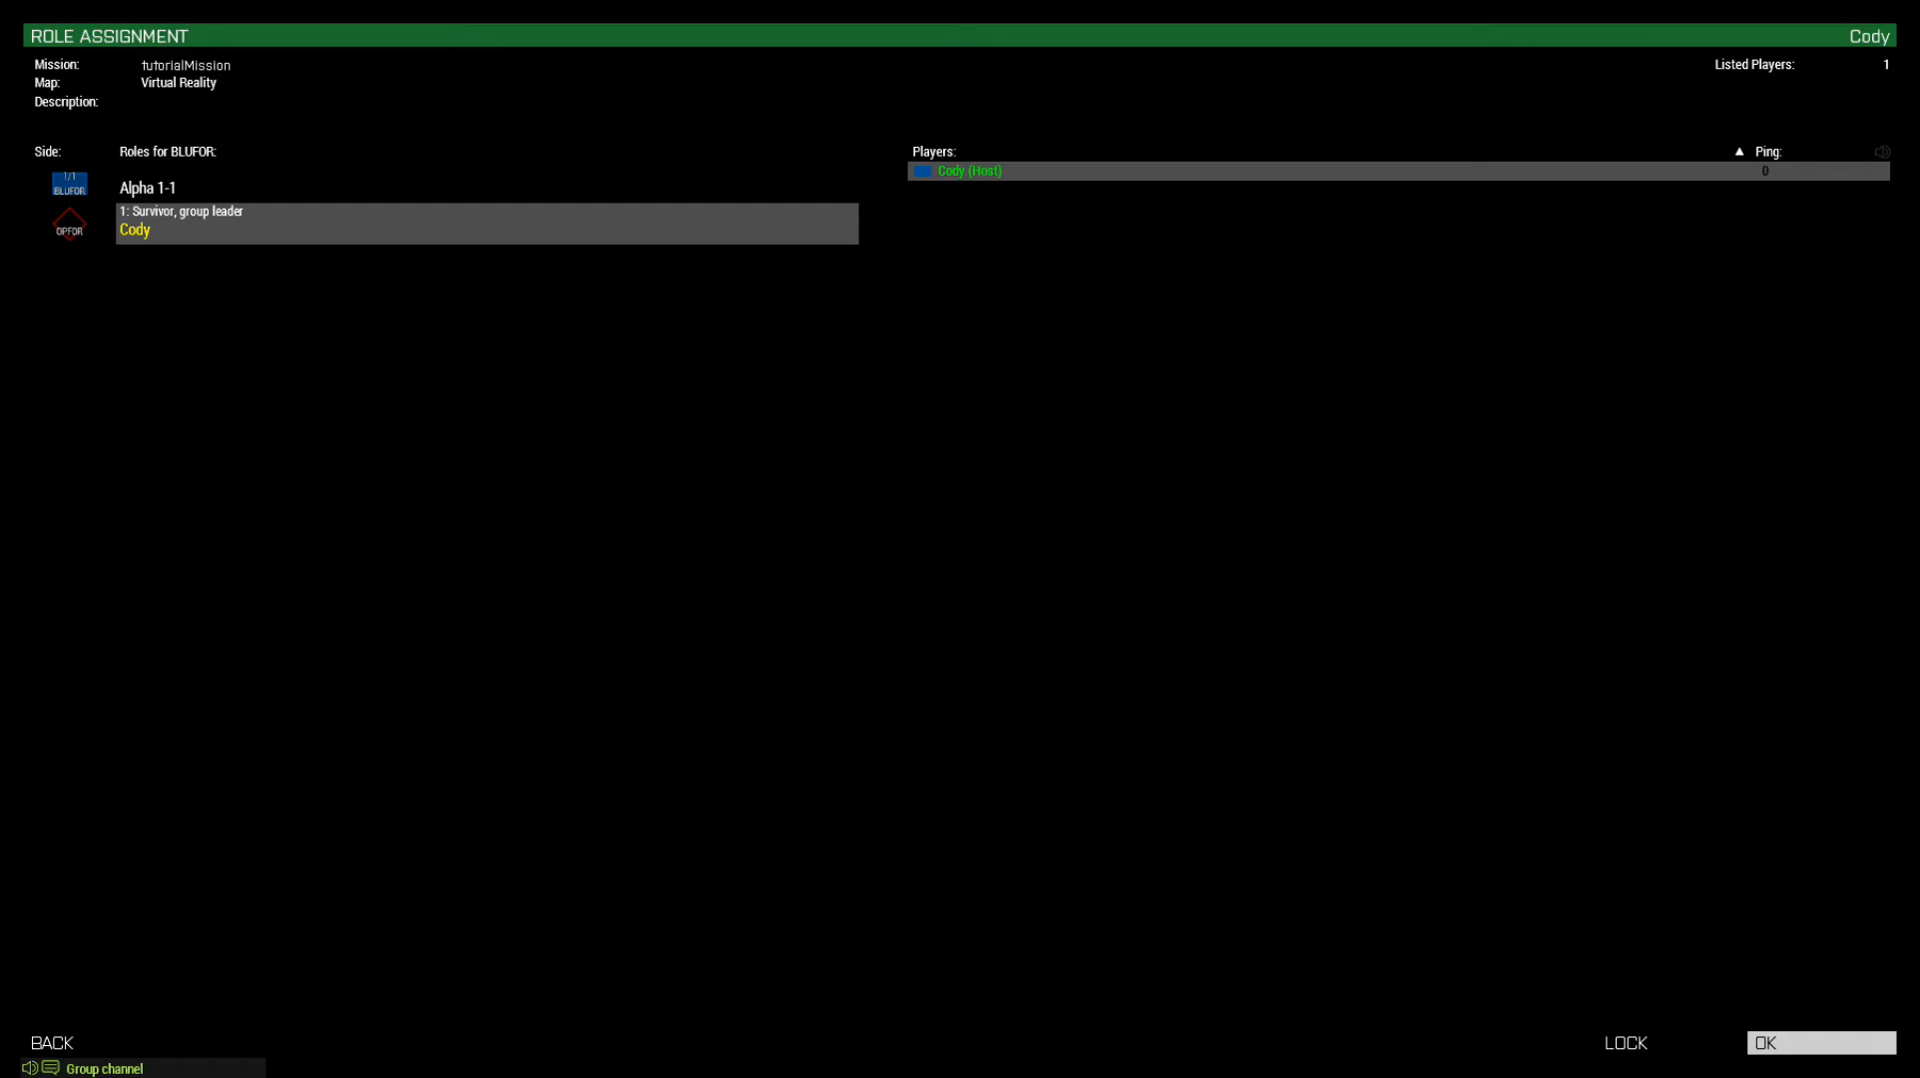 ROLE ASSIGNMENT Cody
Mission: tutorialMission Listed Players: 1
Map: Virtual Reality
Description:
Side: Roles for BLUFOR: Players: ▲ Ping:
1/1
BLUFOR
Alpha 1-1
Cody (Host) 0
OPFOR
1: Survivor, group leader
Cody
BACK LOCK OK
Group channel